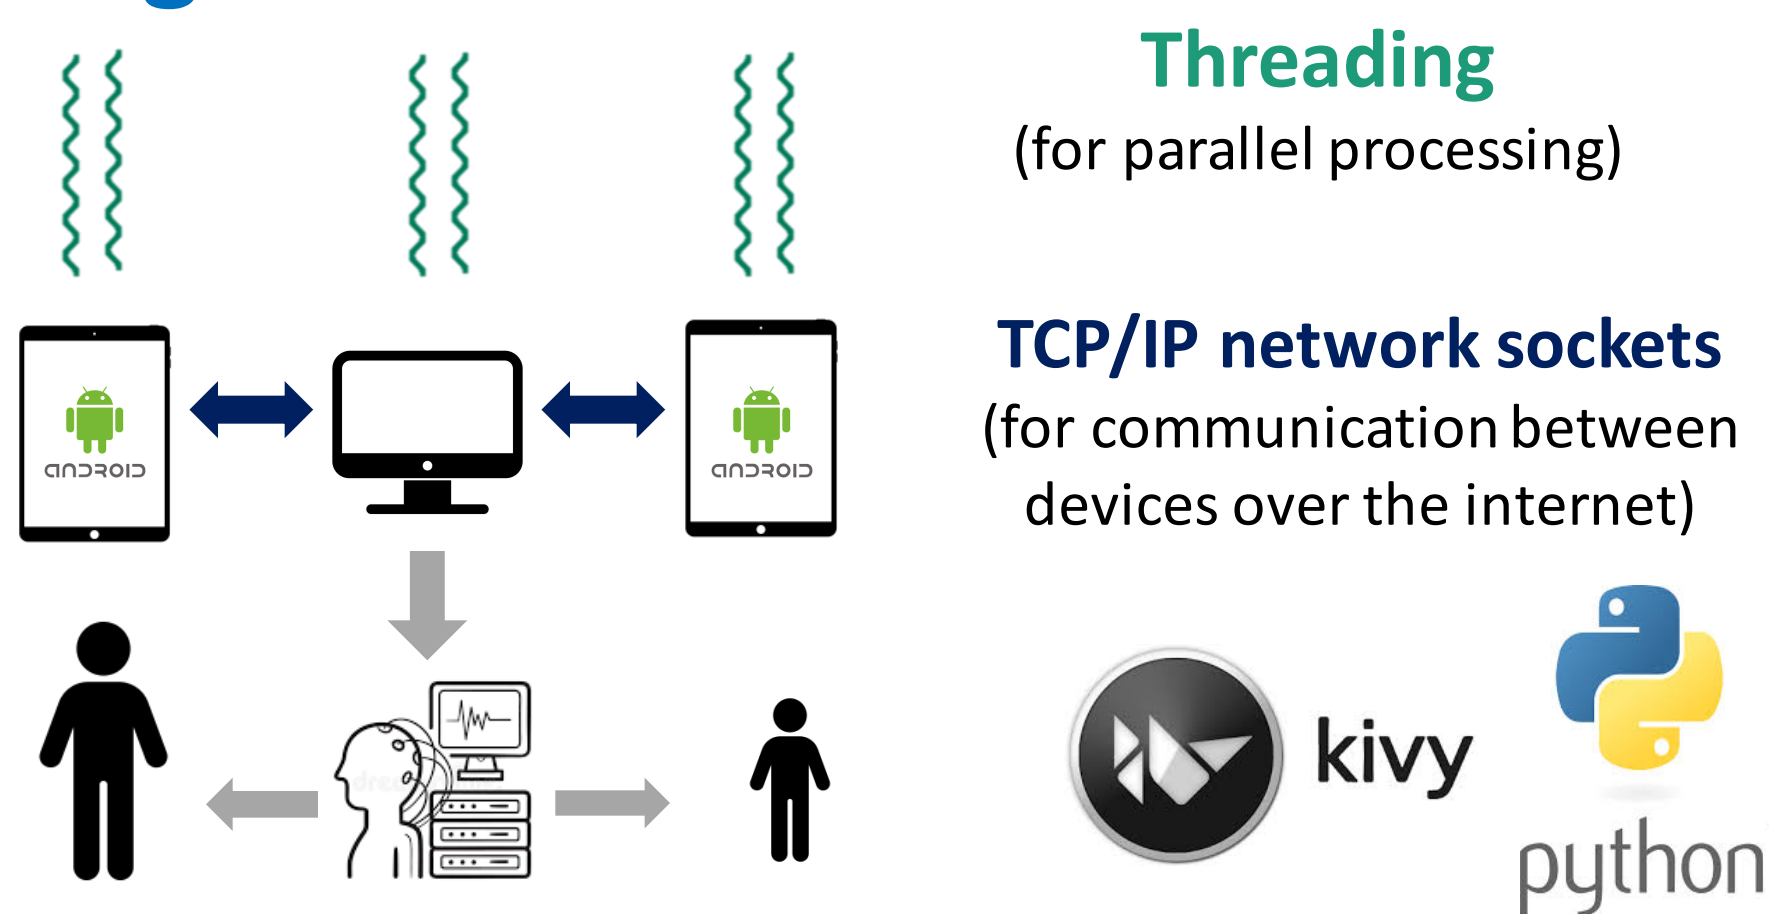 Threading
(for parallel processing)
TCP/IP network sockets
(for communication between
devices over the internet)
ANDROID
ANDROID
kivy
python